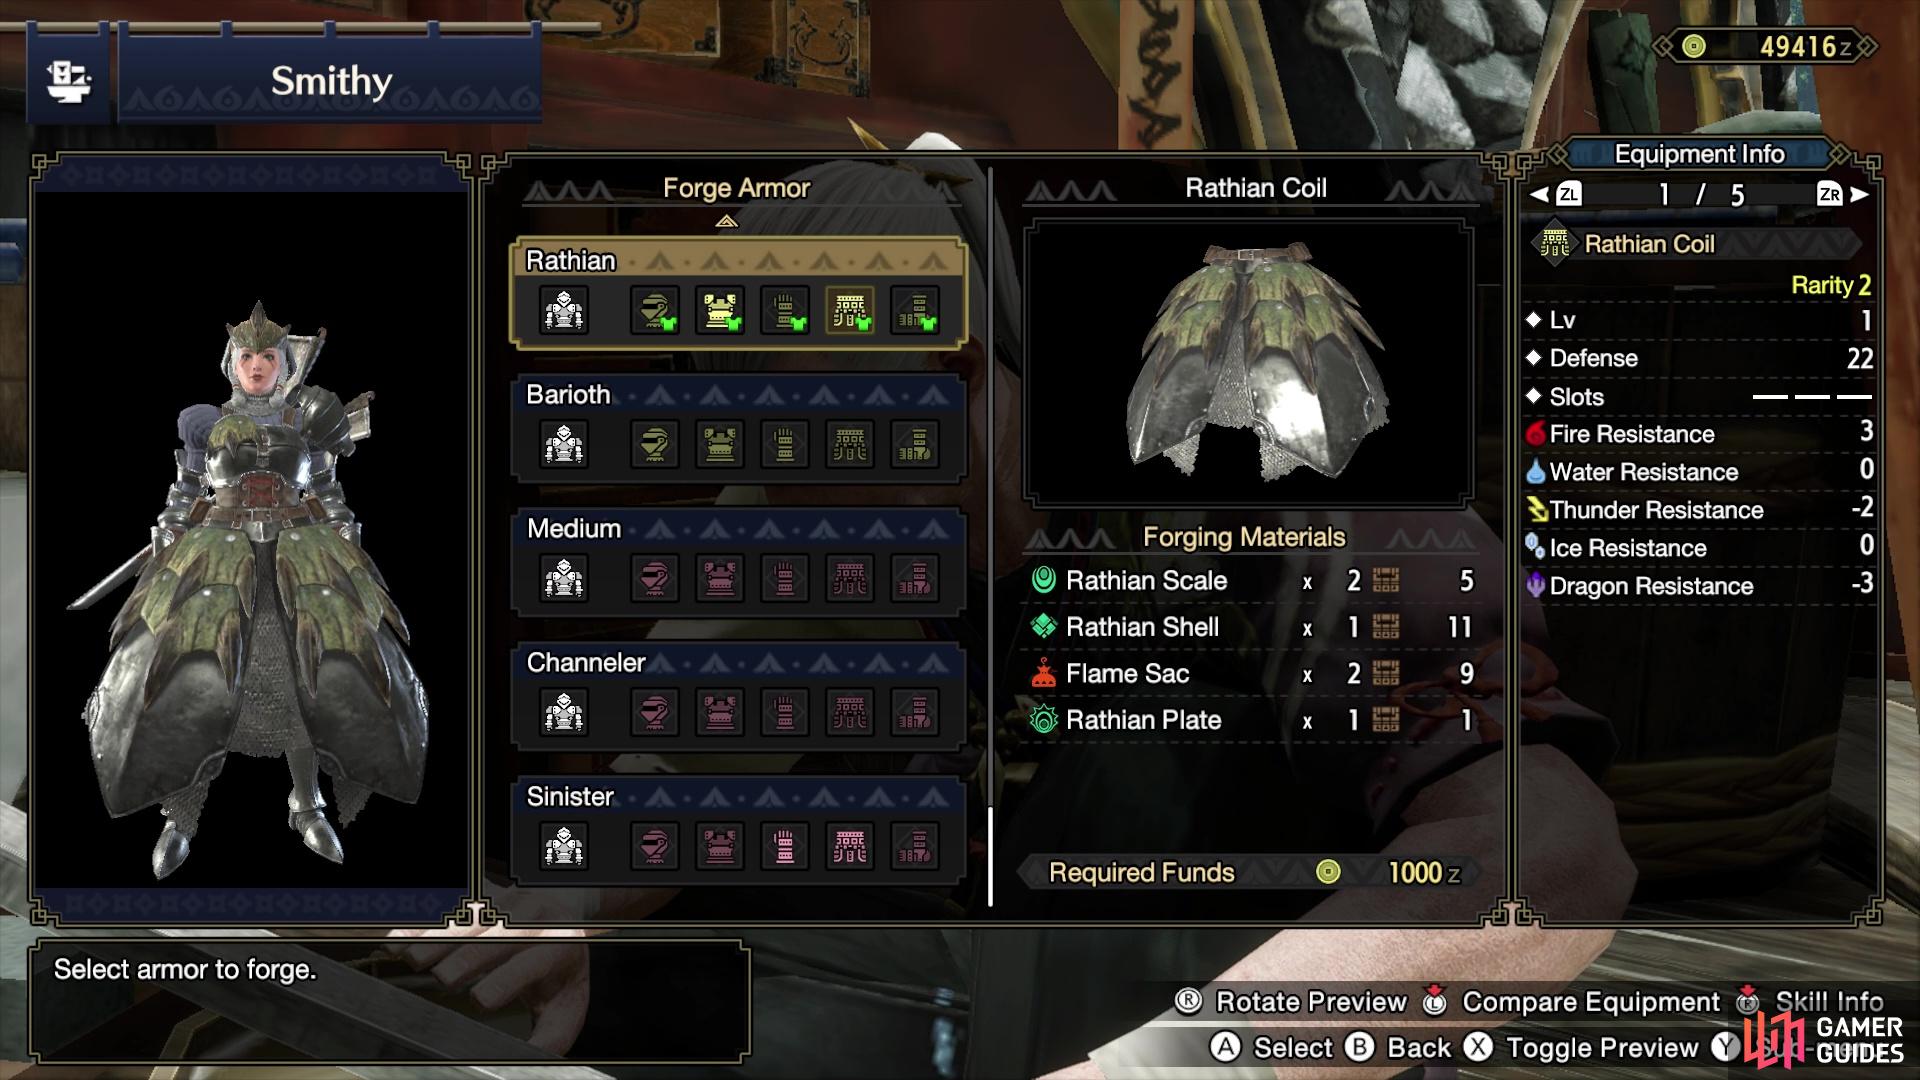 Smithy
49416z
Forge Armor
Rathian
Barioth
Medium
Channeler
Sinister
Rathian Coil
Forging Materials
Rathian Scale x 2 5
Rathian Shell x 1 11
Flame Sac x 2 9
Rathian Plate x 1 1
Required Funds 1000 z
Equipment Info
ZL 1 / 5 ZR
Rathian Coil
Rarity 2
Lv 1
Defense 22
Slots
Fire Resistance 3
Water Resistance 0
Thunder Resistance -2
Ice Resistance 0
Dragon Resistance -3
Select armor to forge.
R Rotate Preview L Compare Equipment R Skill Info
A Select B Back X Toggle Preview Y
GAMER
GUIDES